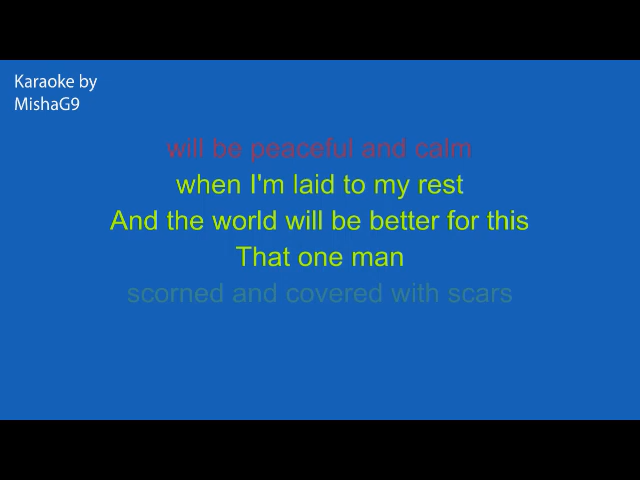 Karaoke by
MishaG9
will be peaceful and calm
when I'm laid to my rest
And the world will be better for this
That one man
scorned and covered with scars